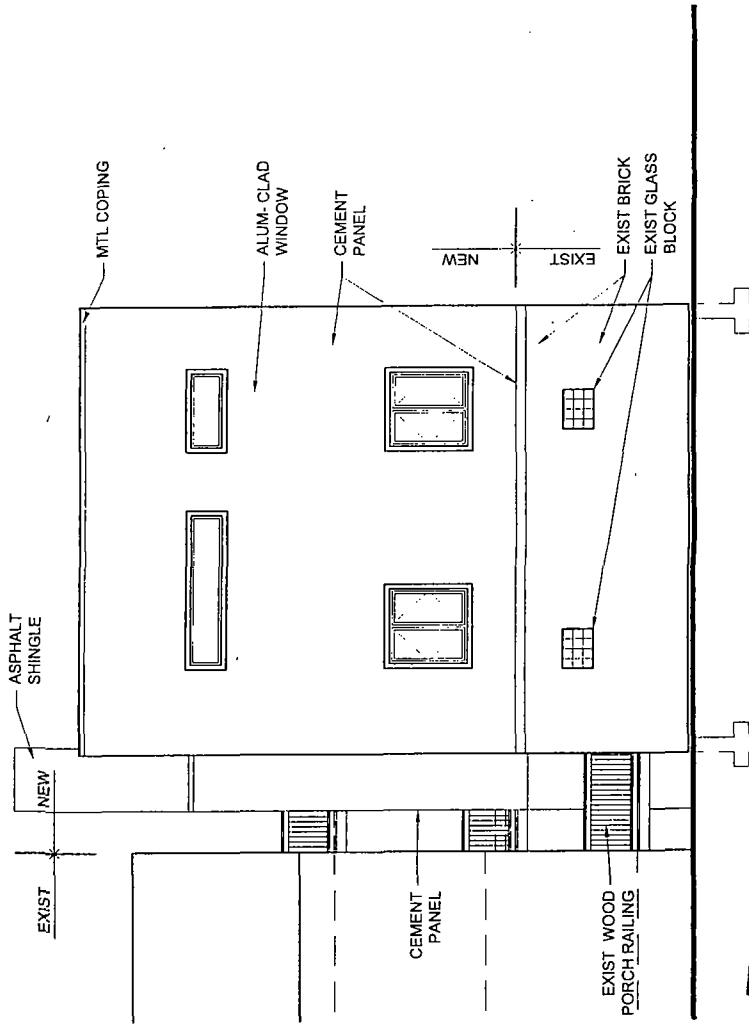 ASPHALT
SHINGLE
MTL COPING
EXIST
NEW
ALUM-CLAD
WINDOW
CEMENT
PANEL
NEW
EXIST
CEMENT
PANEL
EXIST BRICK
EXIST GLASS
BLOCK
EXIST WOOD
PORCH RAILING